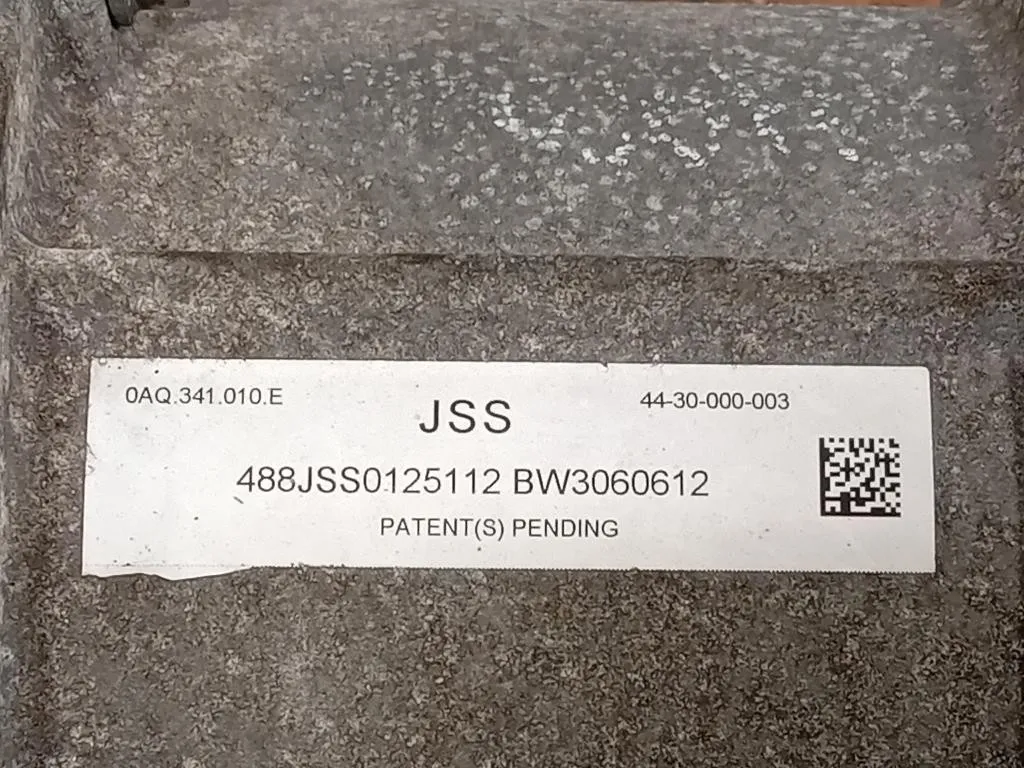 0AQ.341.010.E
JSS
44-30-000-003
488JSS0125112 BW3060612
PATENT(S) PENDING